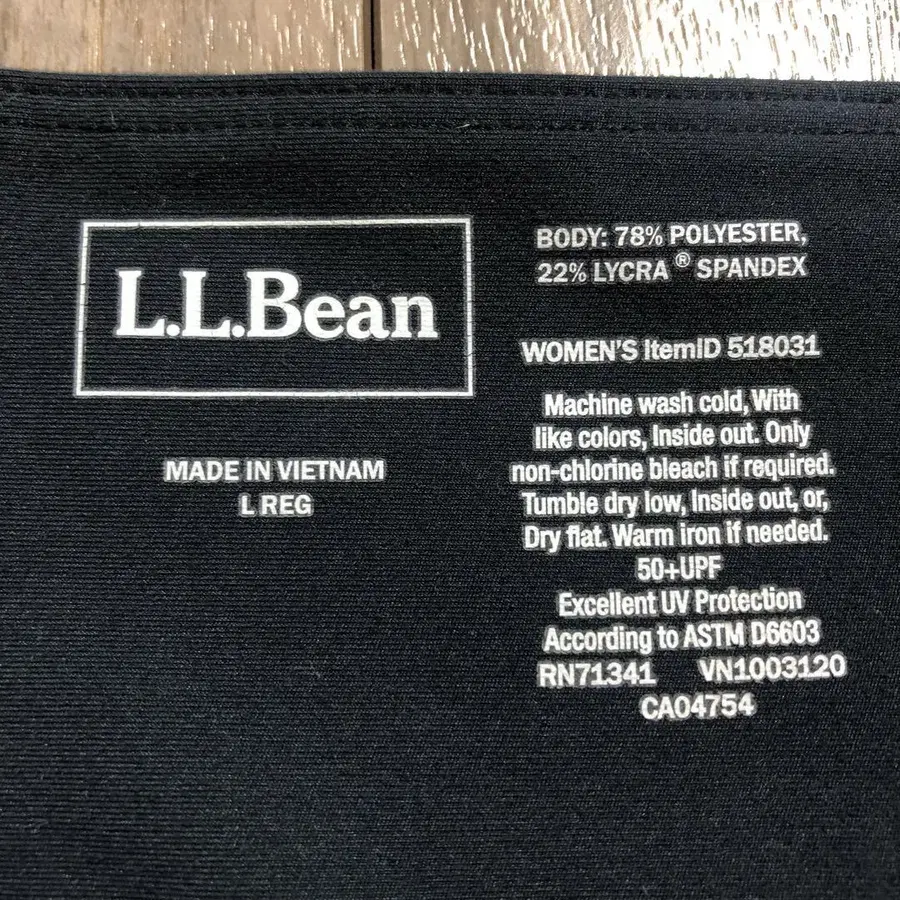 L.L.Bean
MADE IN VIETNAM
L REG
BODY: 78% POLYESTER,
22% LYCRA® SPANDEX
WOMEN'S ItemID 518031
Machine wash cold, With
like colors, Inside out. Only
non-chlorine bleach if required.
Tumble dry low, Inside out, or,
Dry flat. Warm iron if needed.
50+UPF
Excellent UV Protection
According to ASTM D6603
RN71341 VN1003120
CA04754